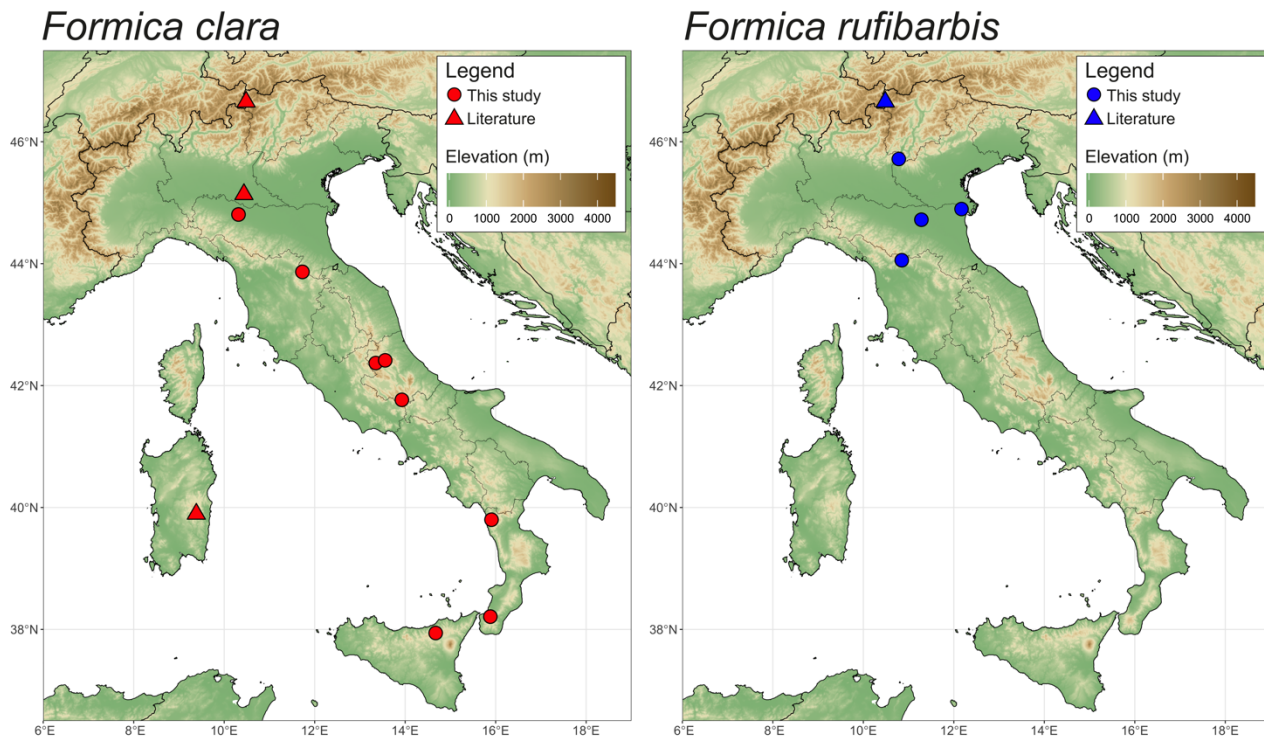 Formica clara
Formica rufibarbis
Legend
This study
Literature
Elevation (m)
0 1000 2000 3000 4000
Legend
This study
Literature
Elevation (m)
0 1000 2000 3000 4000
46°N
44°N
42°N
40°N
38°N
6°E 8°E 10°E 12°E 14°E 16°E 18°E
46°N
44°N
42°N
40°N
38°N
6°E 8°E 10°E 12°E 14°E 16°E 18°E